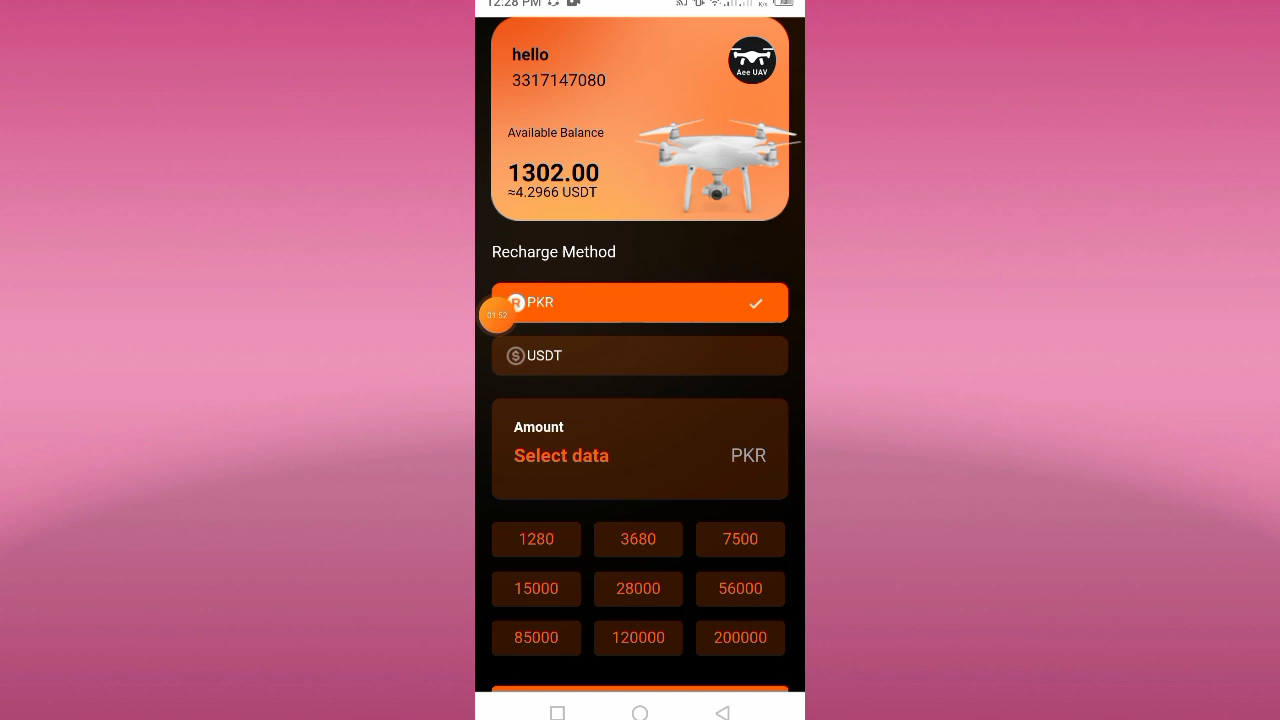 12:28 PM
hello
3317147080
Aee UAV
Available Balance
1302.00
≈4.2966 USDT
Recharge Method
PKR
01:52
USDT
Amount
Select data PKR
1280 3680 7500
15000 28000 56000
85000 120000 200000